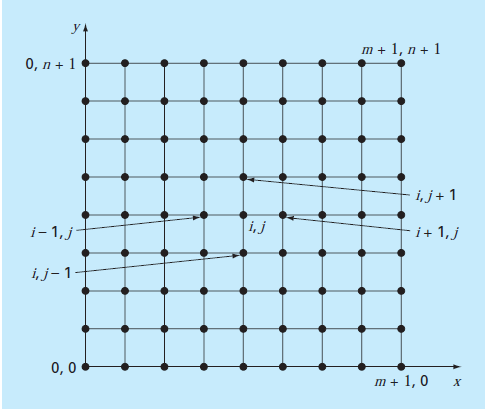 y
m + 1, n + 1
0, n + 1
i, j + 1
i − 1, j
i, j
i + 1, j
i, j − 1
0, 0
m + 1, 0
x